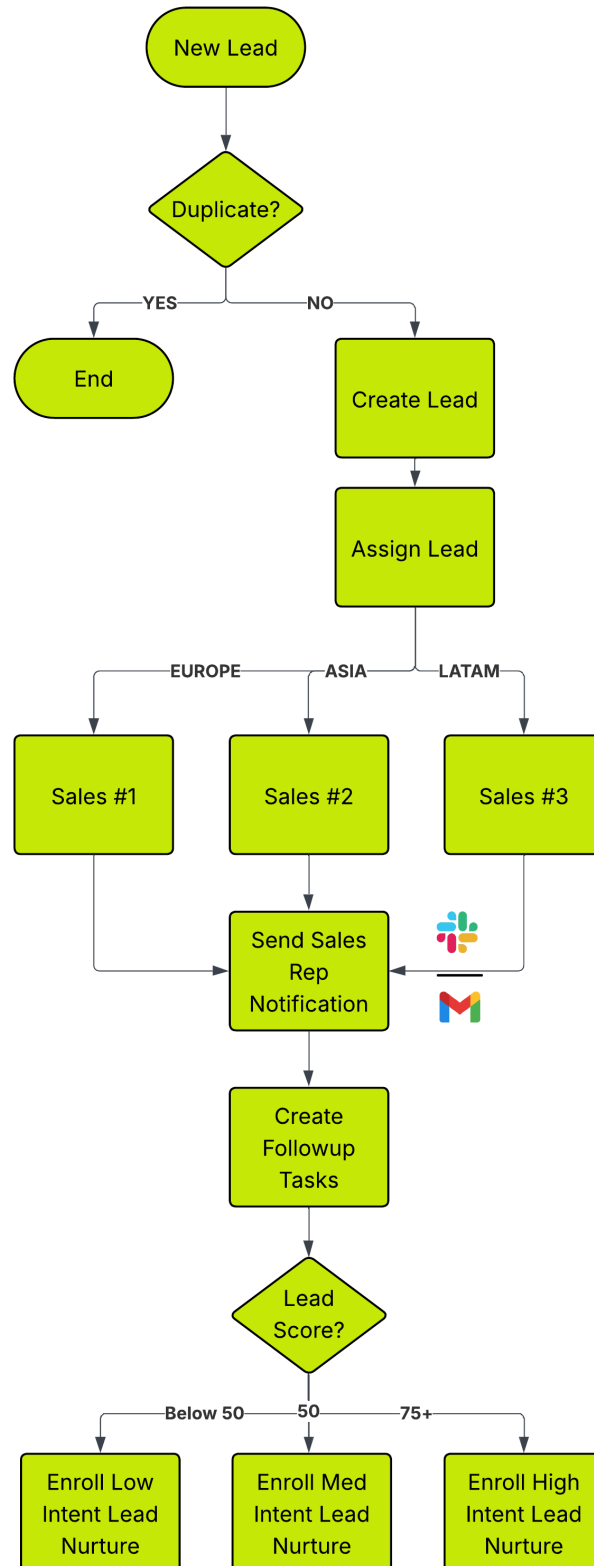 New Lead
Duplicate?
YES
NO
End
Create Lead
Assign Lead
EUROPE
ASIA
LATAM
Sales #1
Sales #2
Sales #3
Send Sales
Rep
Notification
Create
Followup
Tasks
Lead
Score?
Below 50
50
75+
Enroll Low
Intent Lead
Nurture
Enroll Med
Intent Lead
Nurture
Enroll High
Intent Lead
Nurture